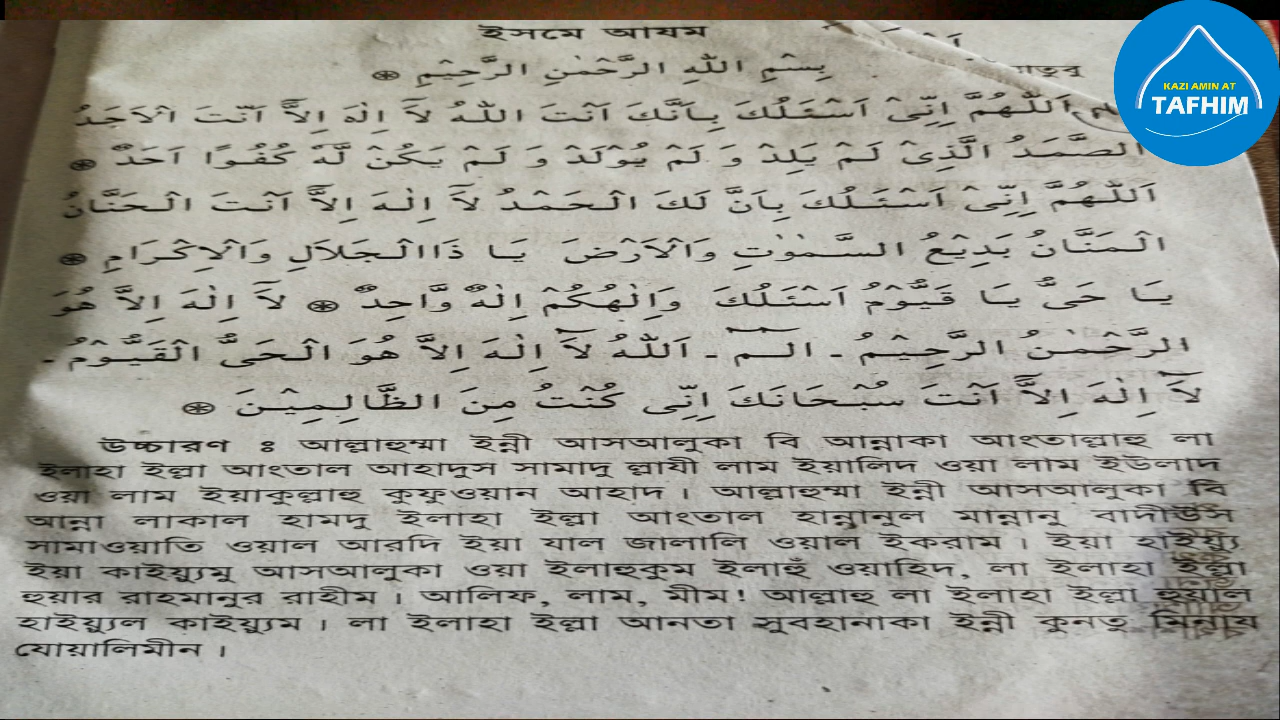 ইসমে আযম
بِسْمِ اللّٰهِ الرَّحْمٰنِ الرَّحِيْمِ
اَللّٰهُمَّ اِنِّىْ اَسْئَلُكَ بِاَنَّكَ اَنْتَ اللّٰهُ لَآ اِلٰهَ اِلَّآ اَنْتَ الْاَحَدُ
الصَّمَدُ الَّذِىْ لَمْ يَلِدْ وَ لَمْ يُوْلَدْ وَ لَمْ يَكُنْ لَّهٗ كُفُوًا اَحَدٌ
اَللّٰهُمَّ اِنِّىْ اَسْئَلُكَ بِاَنَّ لَكَ الْحَمْدُ لَآ اِلٰهَ اِلَّآ اَنْتَ الْحَنَّانُ
الْمَنَّانُ بَدِيْعُ السَّمٰوٰتِ وَالْاَرْضَ يَا ذَاالْجَلَالِ وَالْاِكْرَامِ
يَا حَىُّ يَا قَيُّوْمُ اَسْئَلُكَ وَاِلٰهُكُمْ اِلٰهٌ وَّاحِدٌ لَآ اِلٰهَ اِلَّا هُوَ
الرَّحْمٰنُ الرَّحِيْمُ - الٓمّٓ - اَللّٰهُ لَآ اِلٰهَ اِلَّا هُوَ الْحَىُّ الْقَيُّوْمُ -
لَآ اِلٰهَ اِلَّآ اَنْتَ سُبْحَانَكَ اِنِّى كُنْتُ مِنَ الظَّالِمِيْنَ
উচ্চারণ ঃ আল্লাহুম্মা ইন্নী আসআলুকা বি আন্নাকা আংতাল্লাহু লা
ইলাহা ইল্লা আংতাল আহাদুস সামাদু ল্লাযী লাম ইয়ালিদ ওয়া লাম ইউলাদ
ওয়া লাম ইয়াকুল্লাহু কুফুওয়ান আহাদ। আল্লাহুম্মা ইন্নী আসআলুকা বি
আন্না লাকাল হামদু ইলাহা ইল্লা আংতাল হান্নানুল মান্নানু বাদীউস
সামাওয়াতি ওয়াল আরদি ইয়া যাল জালালি ওয়াল ইকরাম। ইয়া হাইয়্যু
ইয়া কাইয়্যুমু আসআলুকা ওয়া ইলাহুকুম ইলাহুঁ ওয়াহিদ, লা ইলাহা ইল্লা
হুয়ার রাহমানুর রাহীম। আলিফ, লাম, মীম! আল্লাহু লা ইলাহা ইল্লা হুয়াল
হাইয়্যুল কাইয়্যুম। লা ইলাহা ইল্লা আনতা সুবহানাকা ইন্নী কুনতু মিনায
যোয়ালিমীন।
KAZI AMIN AT
TAFHIM